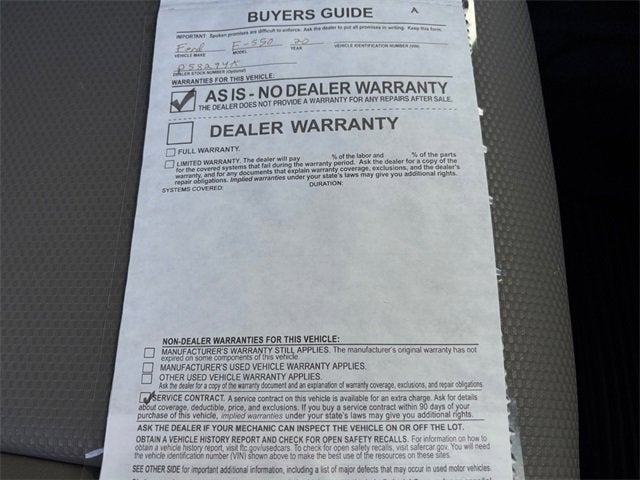 BUYERS GUIDE
IMPORTANT: Spoken promises are difficult to enforce. Ask the dealer to put all promises in writing. Keep this form.
Ford E-350 20
VEHICLE MAKE MODEL YEAR VEHICLE IDENTIFICATION NUMBER (VIN)
DEALER STOCK NUMBER (Optional)
WARRANTIES FOR THIS VEHICLE:
AS IS - NO DEALER WARRANTY
THE DEALER DOES NOT PROVIDE A WARRANTY FOR ANY REPAIRS AFTER SALE.
DEALER WARRANTY
FULL WARRANTY.
LIMITED WARRANTY. The dealer will pay % of the labor and % of the parts
for the covered systems that fail during the warranty period. Ask the dealer for a copy of the
warranty, and for any documents that explain warranty coverage, exclusions, and the dealer's
repair obligations. Implied warranties under your state's laws may give you additional rights.
SYSTEMS COVERED: DURATION:
NON-DEALER WARRANTIES FOR THIS VEHICLE:
MANUFACTURER'S WARRANTY STILL APPLIES. The manufacturer's original warranty has not
expired on some components of this vehicle.
MANUFACTURER'S USED VEHICLE WARRANTY APPLIES.
OTHER USED VEHICLE WARRANTY APPLIES.
Ask the dealer for a copy of the warranty document and an explanation of warranty coverage, exclusions, and repair obligations.
SERVICE CONTRACT. A service contract on this vehicle is available for an extra charge. Ask for details
about coverage, deductible, price, and exclusions. If you buy a service contract within 90 days of your
purchase of this vehicle, implied warranties under your state's laws may give you additional rights.
ASK THE DEALER IF YOUR MECHANIC CAN INSPECT THE VEHICLE ON OR OFF THE LOT.
OBTAIN A VEHICLE HISTORY REPORT AND CHECK FOR OPEN SAFETY RECALLS. For information on how to
obtain a vehicle history report, visit ftc.gov/usedcars. To check for open safety recalls, visit safercar.gov. You will need
the vehicle identification number (VIN) shown above to make the best use of the resources on these sites.
SEE OTHER SIDE for important additional information, including a list of major defects that may occur in used motor vehicles.